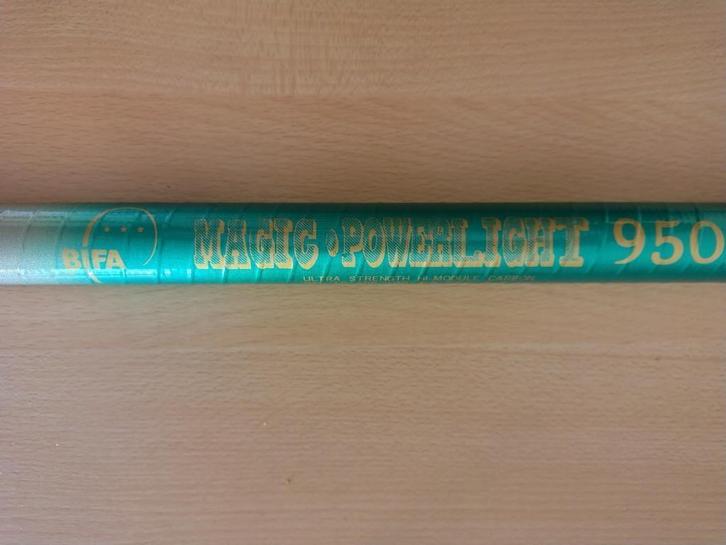 BIFA
MAGIC · POWERLIGHT 950
ULTRA STRENGTH HI-MODULE CARBON